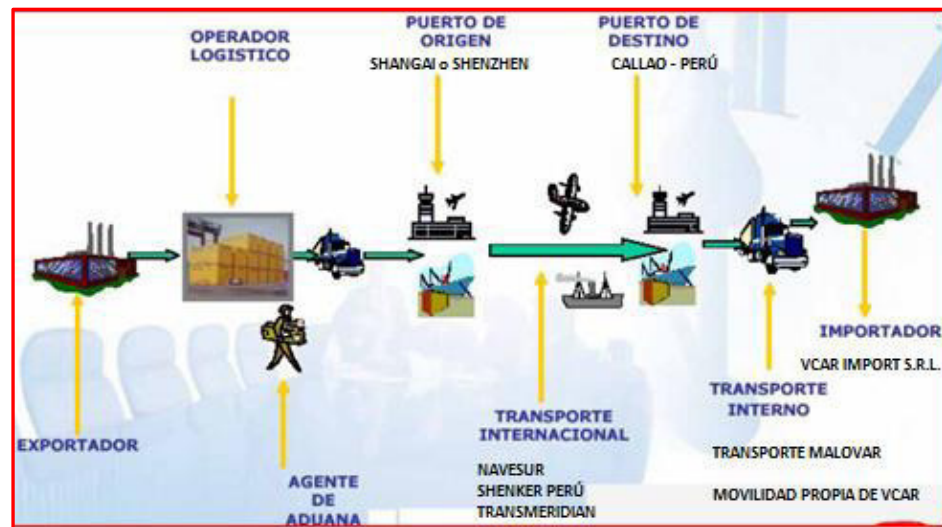 OPERADOR
LOGISTICO
PUERTO DE
ORIGEN
SHANGAI o SHENZHEN
PUERTO DE
DESTINO
CALLAO - PERÚ
EXPORTADOR
AGENTE
DE
ADUANA
TRANSPORTE
INTERNACIONAL
NAVESUR
SHENKER PERÚ
TRANSMERIDIAN
TRANSPORTE
INTERNO
TRANSPORTE MALOVAR
MOVILIDAD PROPIA DE VCAR
IMPORTADOR
VCAR IMPORT S.R.L.